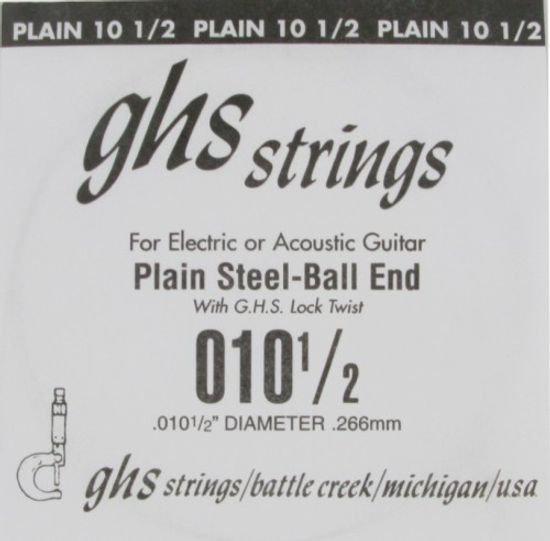 PLAIN 10 1/2 PLAIN 10 1/2 PLAIN 10 1/2
ghs strings
For Electric or Acoustic Guitar
Plain Steel-Ball End
With G.H.S. Lock Twist
010 1/2
.010 1/2" DIAMETER .266mm
ghs strings/battle creek/michigan/usa